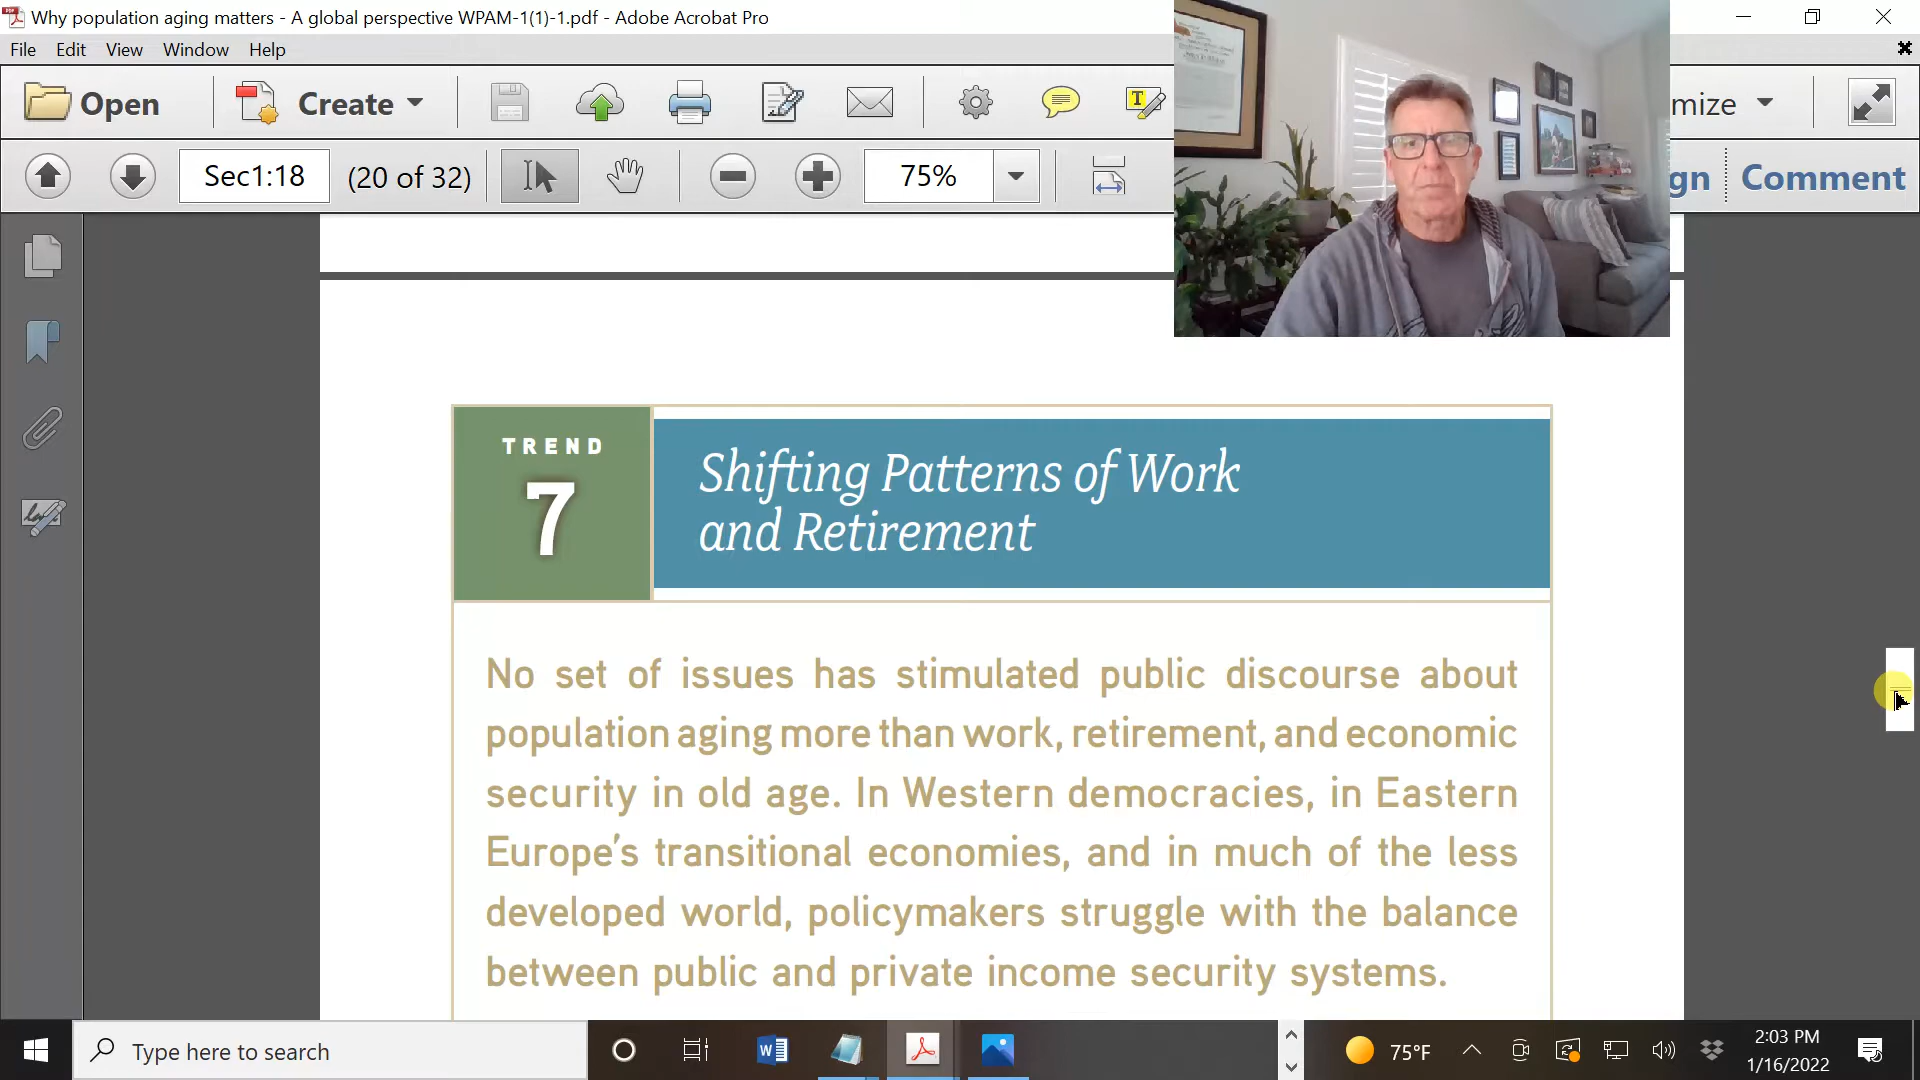 Why population aging matters - A global perspective WPAM-1(1)-1.pdf - Adobe Acrobat Pro
File Edit View Window Help
Open Create mize
Sec1:18 (20 of 32) 75% gn Comment
TREND
7
Shifting Patterns of Work
and Retirement
No set of issues has stimulated public discourse about
population aging more than work, retirement, and economic
security in old age. In Western democracies, in Eastern
Europe's transitional economies, and in much of the less
developed world, policymakers struggle with the balance
between public and private income security systems.
Type here to search
75°F
2:03 PM
1/16/2022